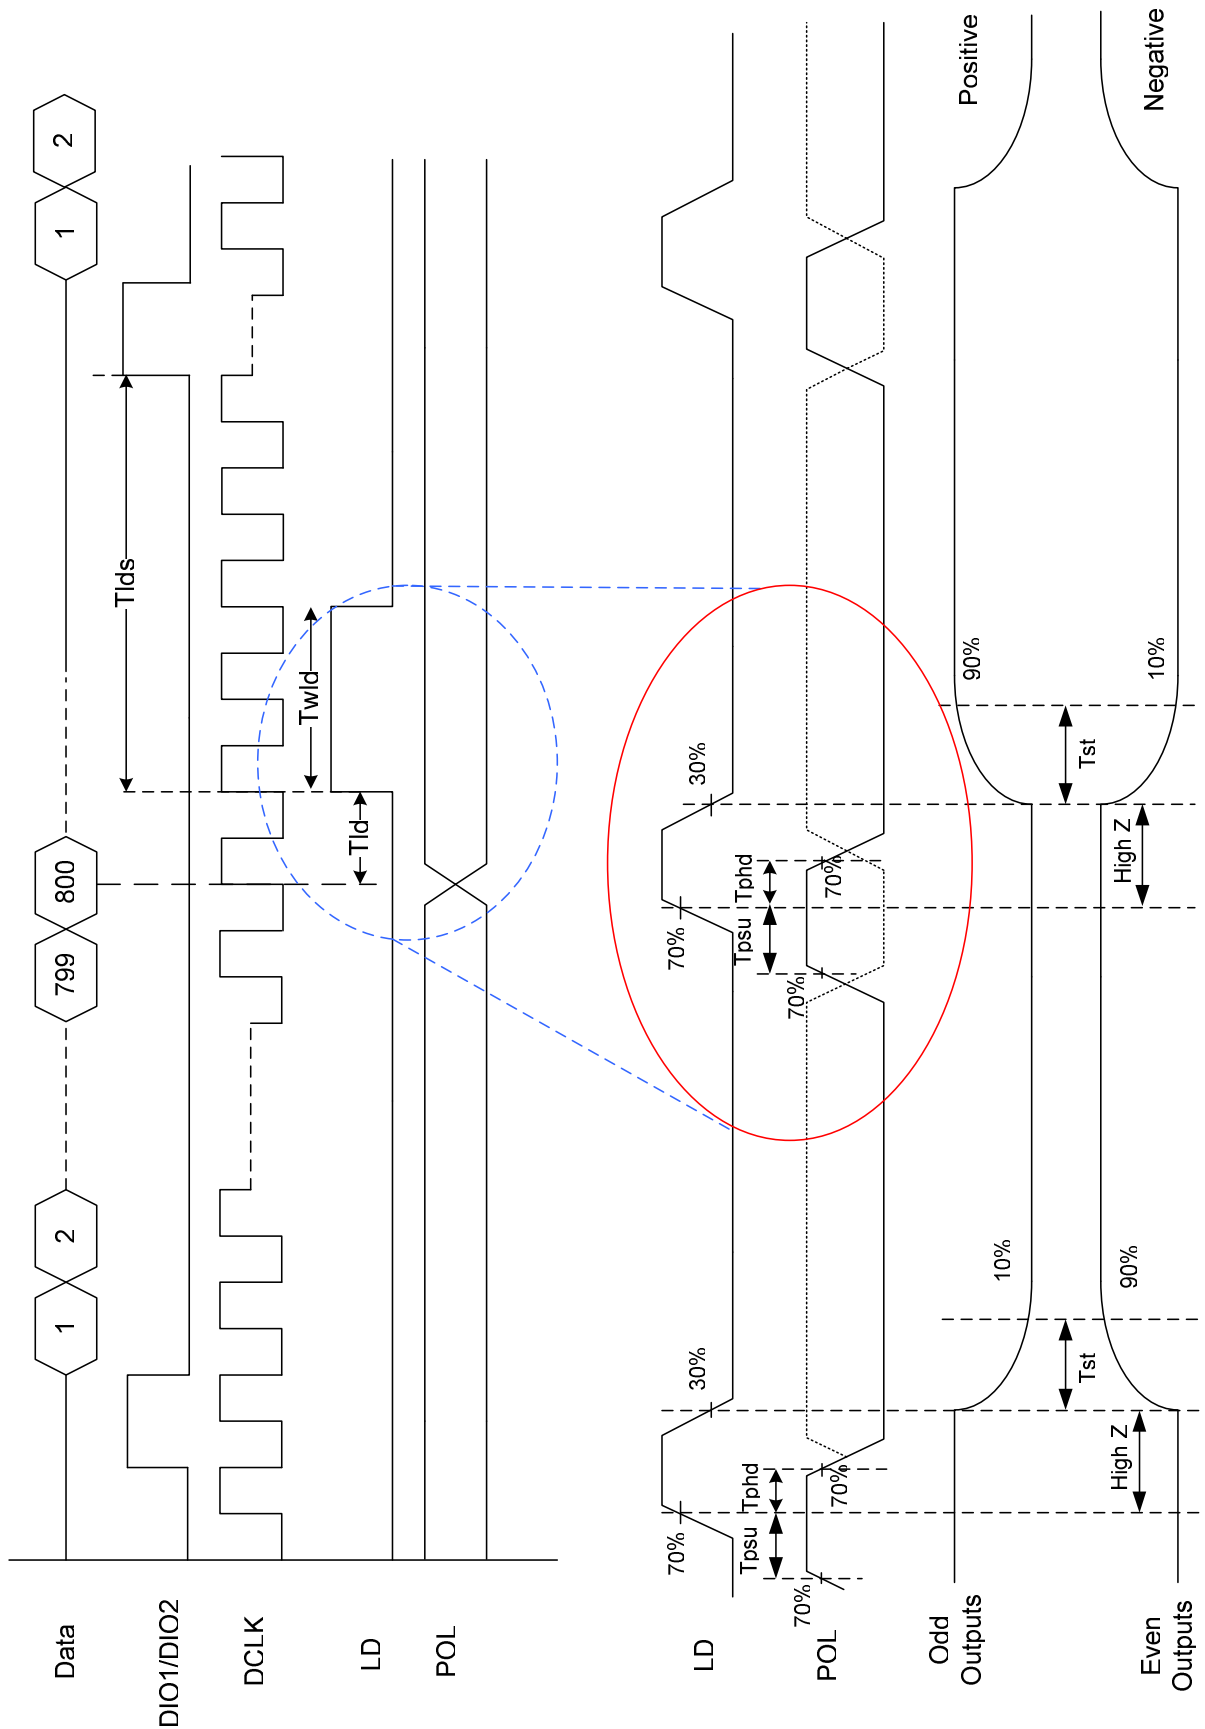 Data
1
2
799
800
1
2
DIO1/DIO2
Tlds
DCLK
LD
Tld
Twld
POL
LD
70%
30%
70%
30%
Tpsu
Tphd
Tpsu
Tphd
POL
70%
70%
70%
70%
Odd
Outputs
10%
90%
Positive
Tst
Tst
High Z
High Z
Even
Outputs
90%
10%
Negative